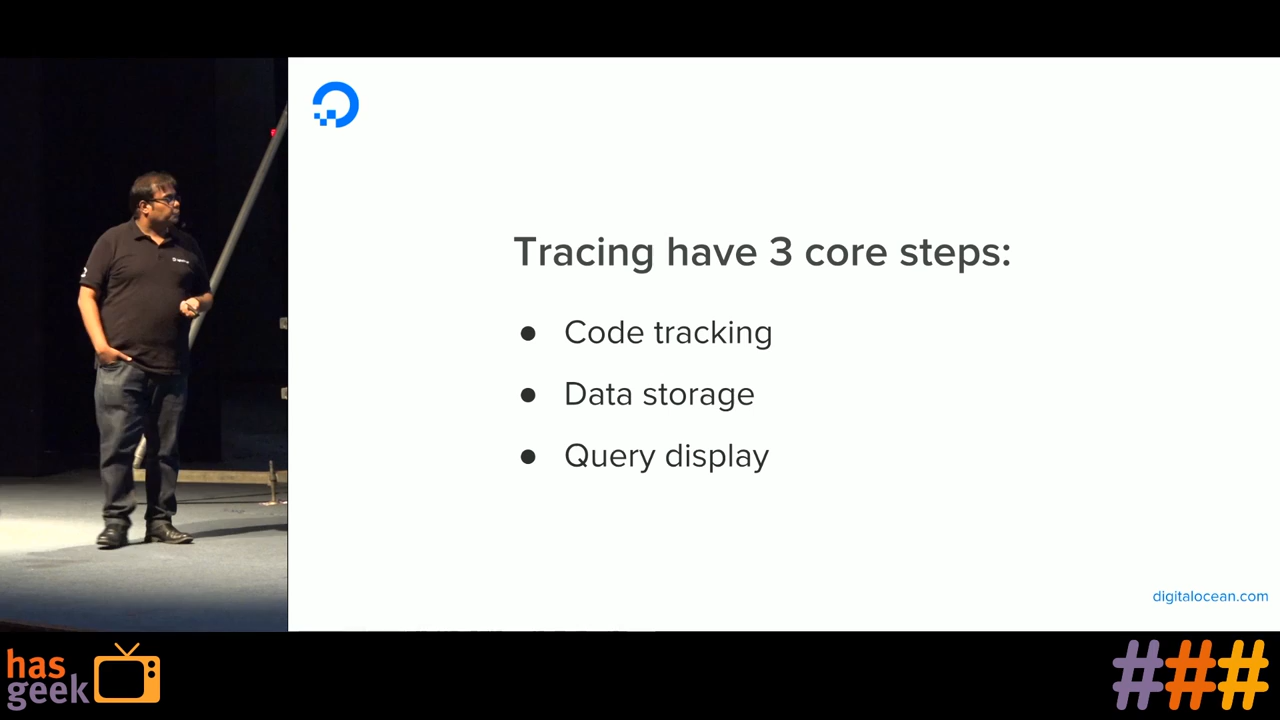 Tracing have 3 core steps:
● Code tracking
● Data storage
● Query display
digitalocean.com
has
geek
###